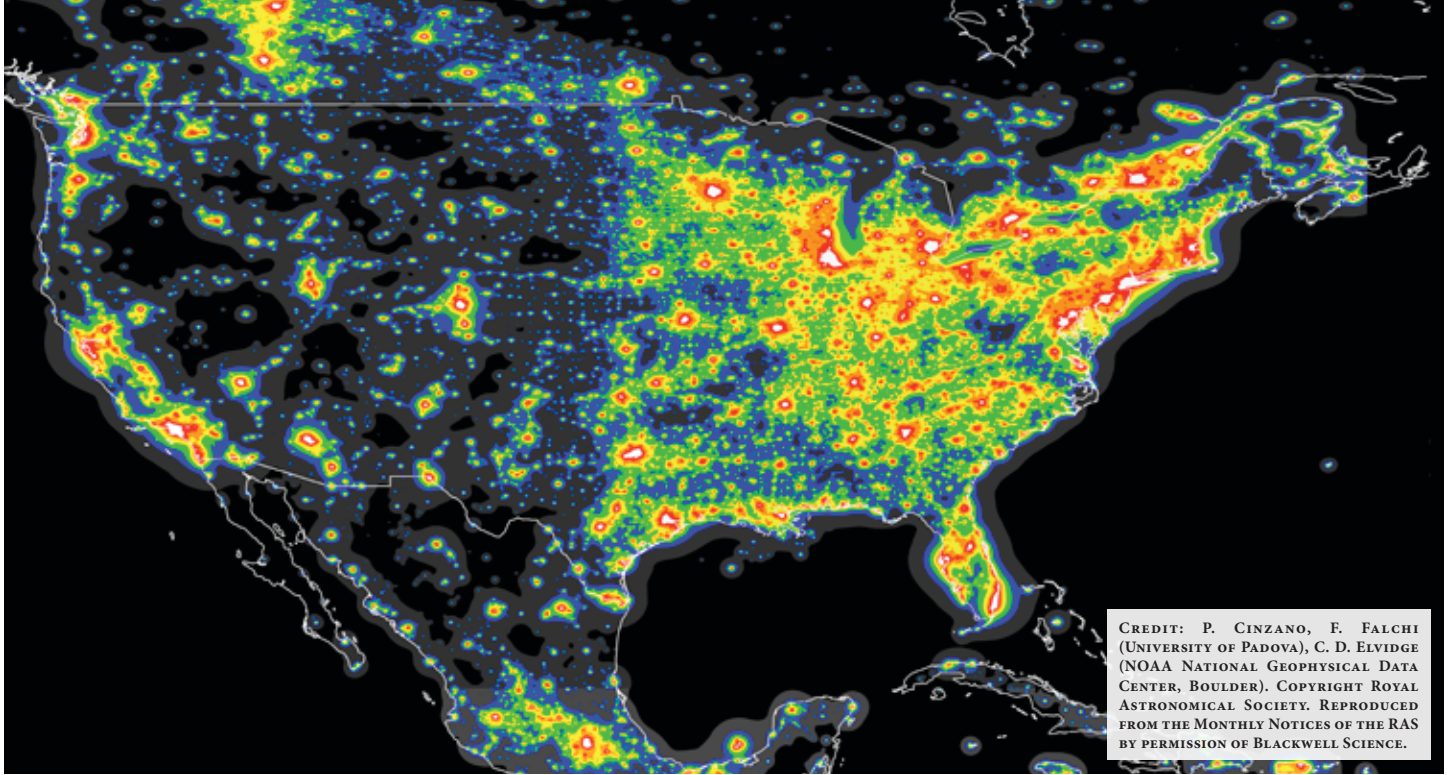 CREDIT: P. CINZANO, F. FALCHI
(UNIVERSITY OF PADOVA), C. D. ELVIDGE
(NOAA NATIONAL GEOPHYSICAL DATA
CENTER, BOULDER). COPYRIGHT ROYAL
ASTRONOMICAL SOCIETY. REPRODUCED
FROM THE MONTHLY NOTICES OF THE RAS
BY PERMISSION OF BLACKWELL SCIENCE.